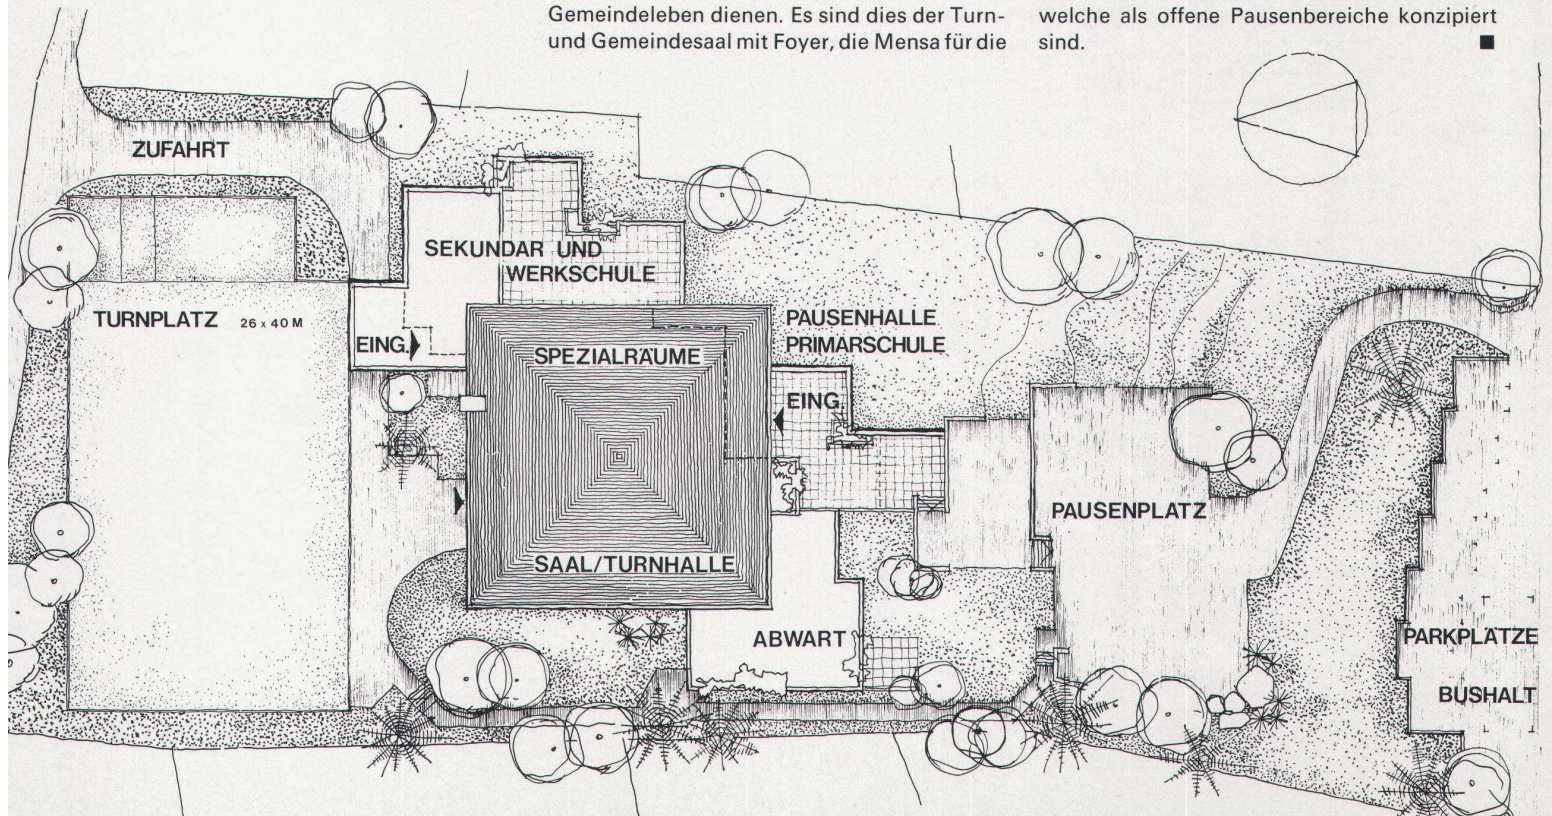 Gemeindeleben dienen. Es sind dies der Turn-
und Gemeindesaal mit Foyer, die Mensa für die
welche als offene Pausenbereiche konzipiert
sind. ■
ZUFAHRT
SEKUNDAR UND
WERKSCHULE
TURNPLATZ 26 x 40 M
EING.
PAUSENHALLE
PRIMARSCHULE
SPEZIALRÄUME
EING.
PAUSENPLATZ
SAAL/TURNHALLE
ABWART
PARKPLÄTZE
BUSHALT